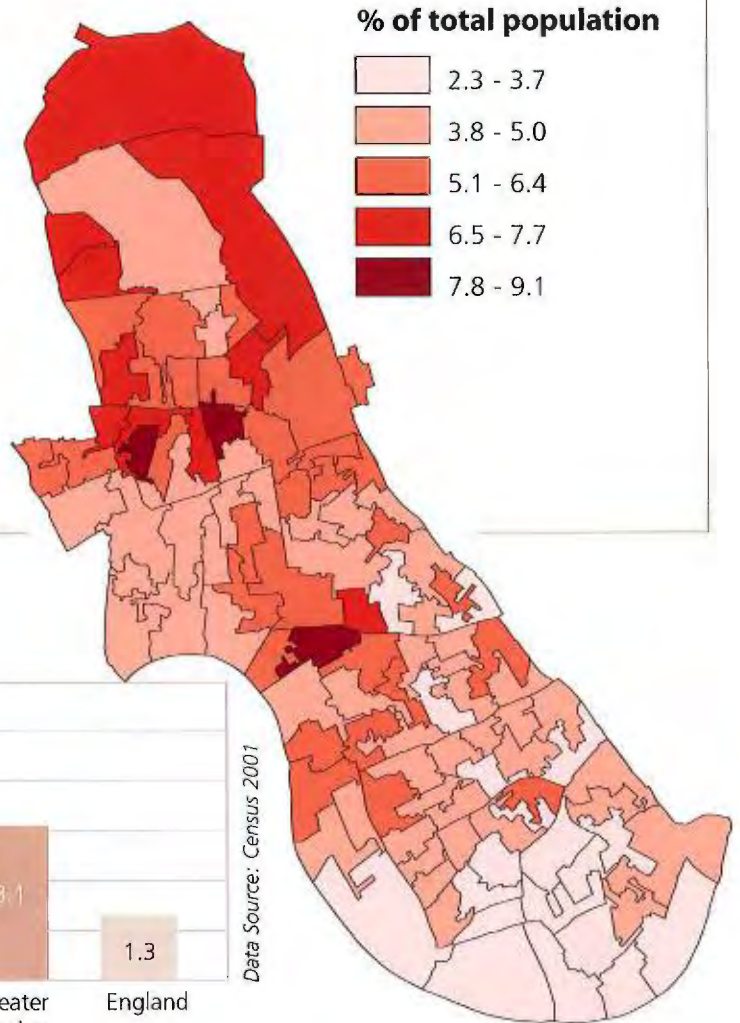 % of total population
2.3 - 3.7
3.8 - 5.0
5.1 - 6.4
6.5 - 7.7
7.8 - 9.1
Data Source: Census 2001
1.3
England